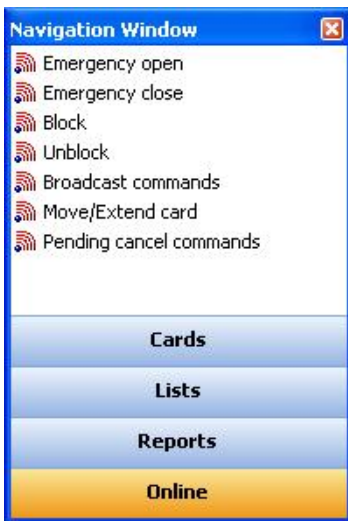 Navigation Window
Emergency open
Emergency close
Block
Unblock
Broadcast commands
Move/Extend card
Pending cancel commands
Cards
Lists
Reports
Online